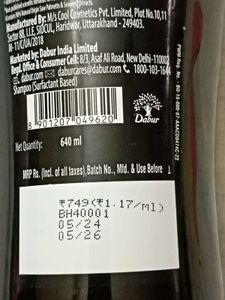 Manufactured By: M/s Cool Cosmetics Pvt. Limited, Plot No.10,11
Sector 8B, I.I.E, SIDCUL, Haridwar, Uttarakhand - 249403.
M- 11/C/UA/2018
Marketed by: Dabur India Limited
Regd. Office & Consumer Cell: 8/3, Asaf Ali Road, New Delhi-110002
dabur.com daburcares@dabur.com 1800-103-1644
Shampoo (Surfactant Based)
8 901207 049620
Dabur
Net Quantity: 640 ml
MRP Rs. (Incl. of all taxes), Batch No., Mfd. & Use Before
₹749(₹1.17/ml)
BH40001
05/24
05/26